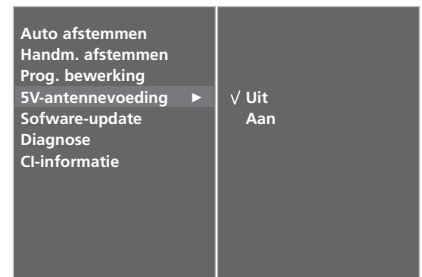 Auto afstemmen
Handm. afstemmen
Prog. bewerking
5V-antennevoeding ►
Sofware-update
Diagnose
CI-informatie
√ Uit
Aan